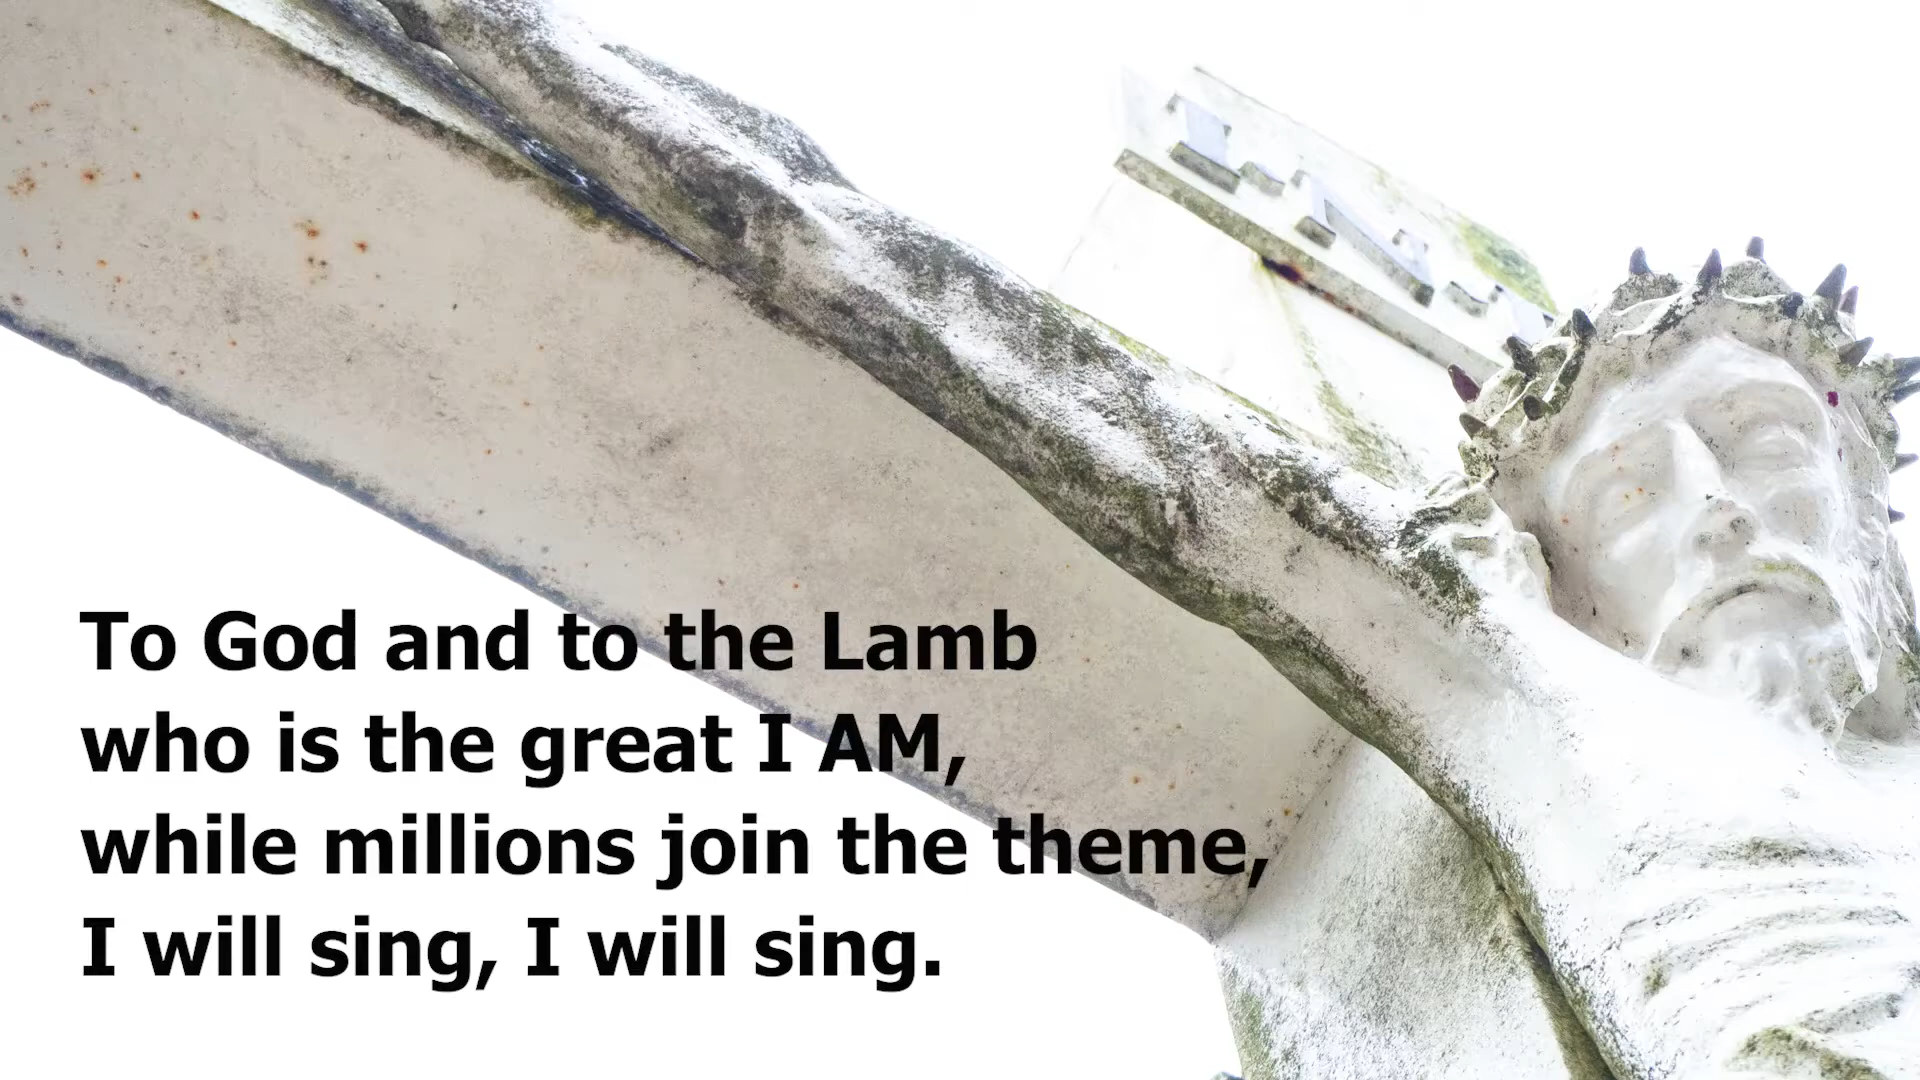 I.N.
To God and to the Lamb
who is the great I AM,
while millions join the theme,
I will sing, I will sing.